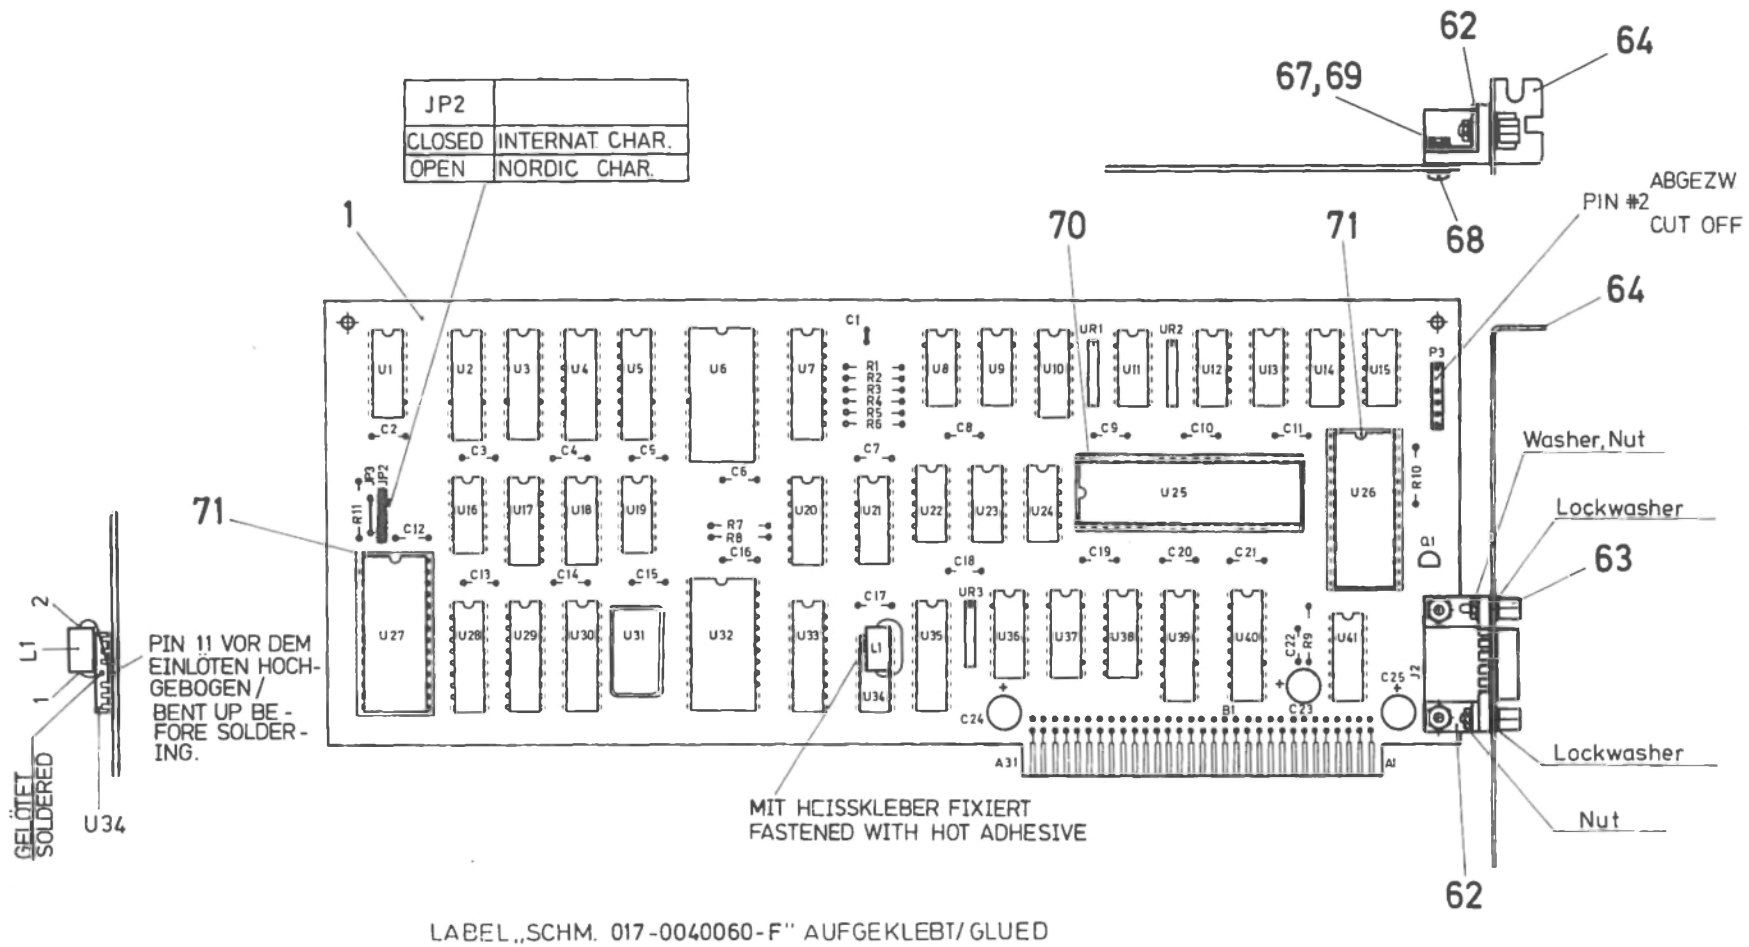 62
64
67,69
JP2
CLOSED INTERNAT. CHAR.
OPEN NORDIC CHAR.
68
ABGEZW.
PIN #2
CUT OFF
1
70
71
64
C1
UR1
UR2
P3
U1
U2
U3
U4
U5
U6
U7
R1
R2
R3
R4
R5
R6
U8
U9
U10
U11
U12
U13
U14
U15
C2
C3
C4
C5
C6
C7
C8
C9
C10
C11
Washer, Nut
Lockwasher
JP3
JP2
R11
C12
U16
U17
U18
U19
R7
R8
C16
U20
U21
U22
U23
U24
U25
U26
R10
Q1
71
63
C13
C14
C15
C18
C19
C20
C21
2
L1
1
PIN 11 VOR DEM
EINLÖTEN HOCH-
GEBOGEN /
BENT UP BE-
FORE SOLDER-
ING.
GELÖTET
SOLDERED
U34
U27
U28
U29
U30
U31
U32
U33
C17
L1
U34
U35
UR3
U36
U37
U38
U39
U40
C22
R9
U41
J2
C24
B1
C23
C25
A31
A1
Lockwasher
Nut
62
MIT HEISSKLEBER FIXIERT
FASTENED WITH HOT ADHESIVE
LABEL „SCHM. 017-0040060-F" AUFGEKLEBT/GLUED